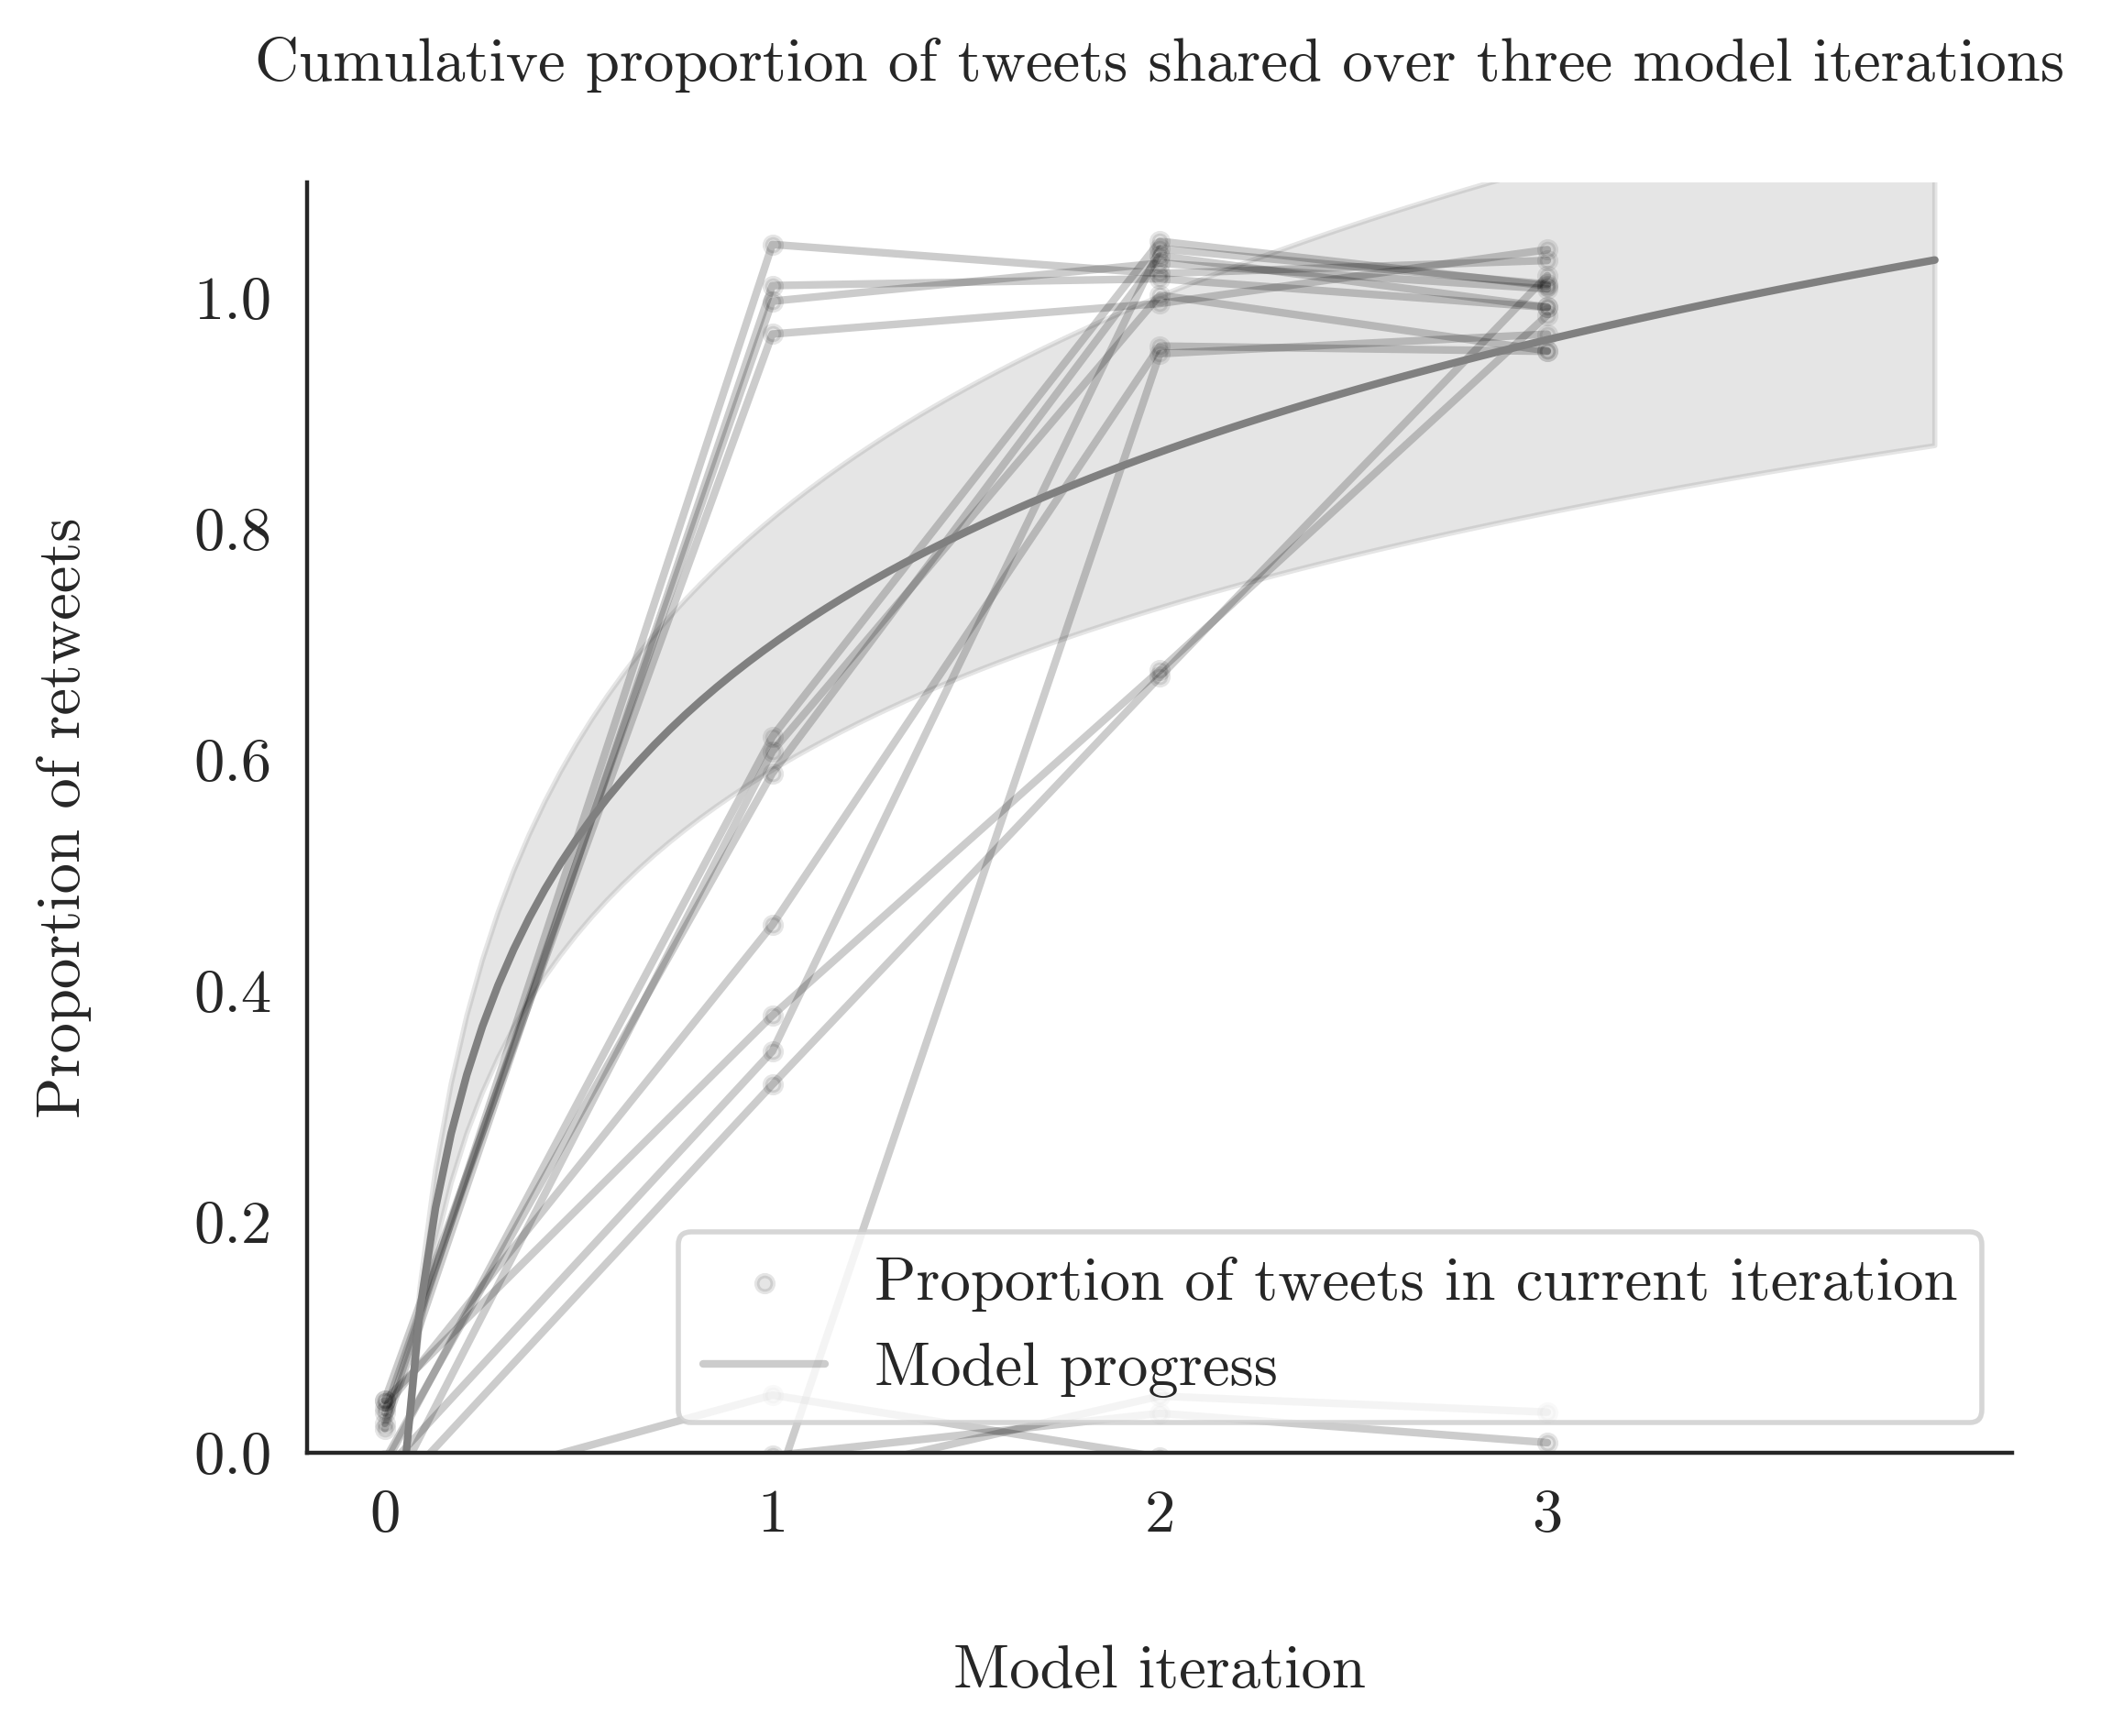 Cumulative proportion of tweets shared over three model iterations
Proportion of retweets
1.0
0.8
0.6
0.4
0.2
0.0
Proportion of tweets in current iteration
Model progress
0 1 2 3
Model iteration